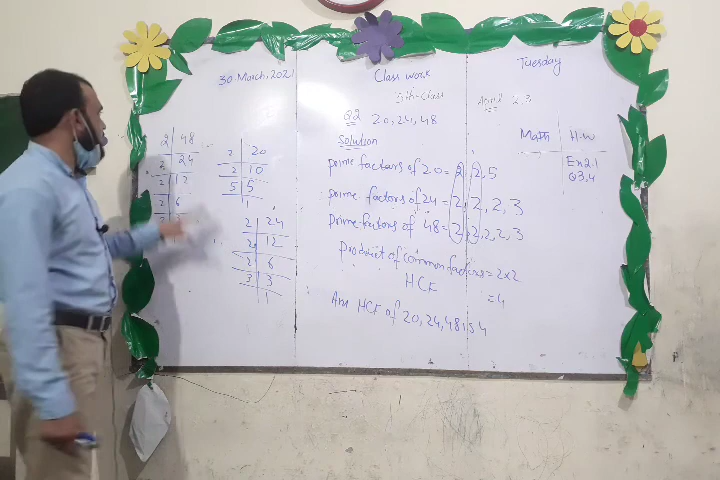 30-March, 2021
Class work
Tuesday
5th-Class
Q2 20, 24, 48
Solution
prime factors of 20 = 2, 2, 5
prime factors of 24 = 2, 2, 2, 3
Prime factors of 48 = 2, 2, 2, 2, 3
Product of common factors = 2x2
HCF = 4
Ans HCF of 20, 24, 48 is 4
2 48
2 24
2 12
2 6
2 20
2 10
5 5
1
2 24
2 12
2 6
3 3
1
Math H-W
Ex 2.1
Q3,4